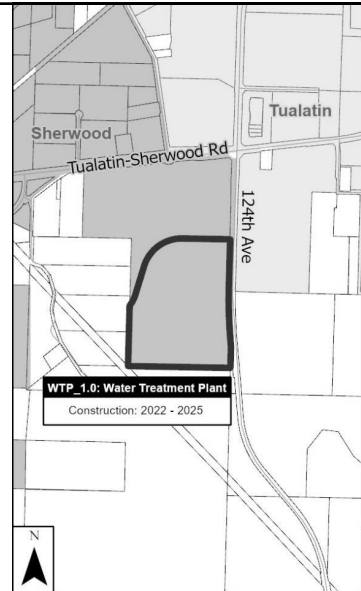 Sherwood
Tualatin
Tualatin-Sherwood Rd
124th Ave
WTP_1.0: Water Treatment Plant
Construction: 2022 - 2025
N